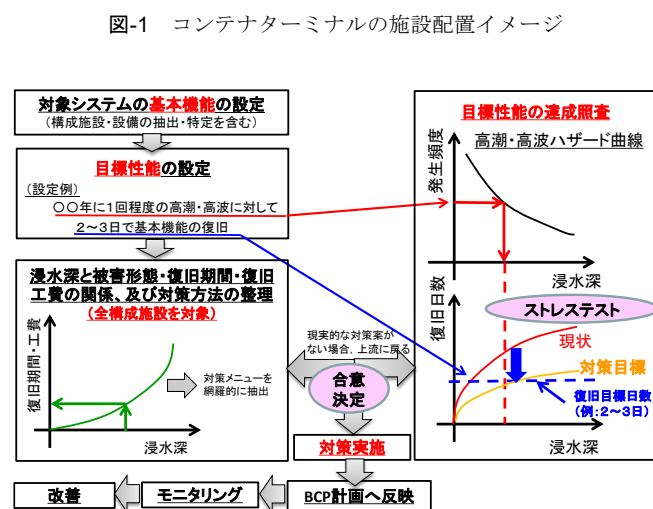 図-1 コンテナターミナルの施設配置イメージ
対象システムの基本機能の設定
(構成施設・設備の抽出・特定を含む)
目標性能の設定
(設定例)
〇〇年に1回程度の高潮・高波に対して
2～3日で基本機能の復旧
浸水深と被害形態・復旧期間・復旧
工費の関係、及び対策方法の整理
(全構成施設を対象)
復旧期間・工費
対策メニューを
網羅的に抽出
浸水深
現実的な対策案が
ない場合，上流に戻る
合意
決定
対策実施
BCP計画へ反映
モニタリング
改善
目標性能の達成照査
高潮・高波ハザード曲線
発生頻度
浸水深
復旧日数
ストレステスト
現状
対策目標
復旧目標日数
(例:2～3日)
浸水深